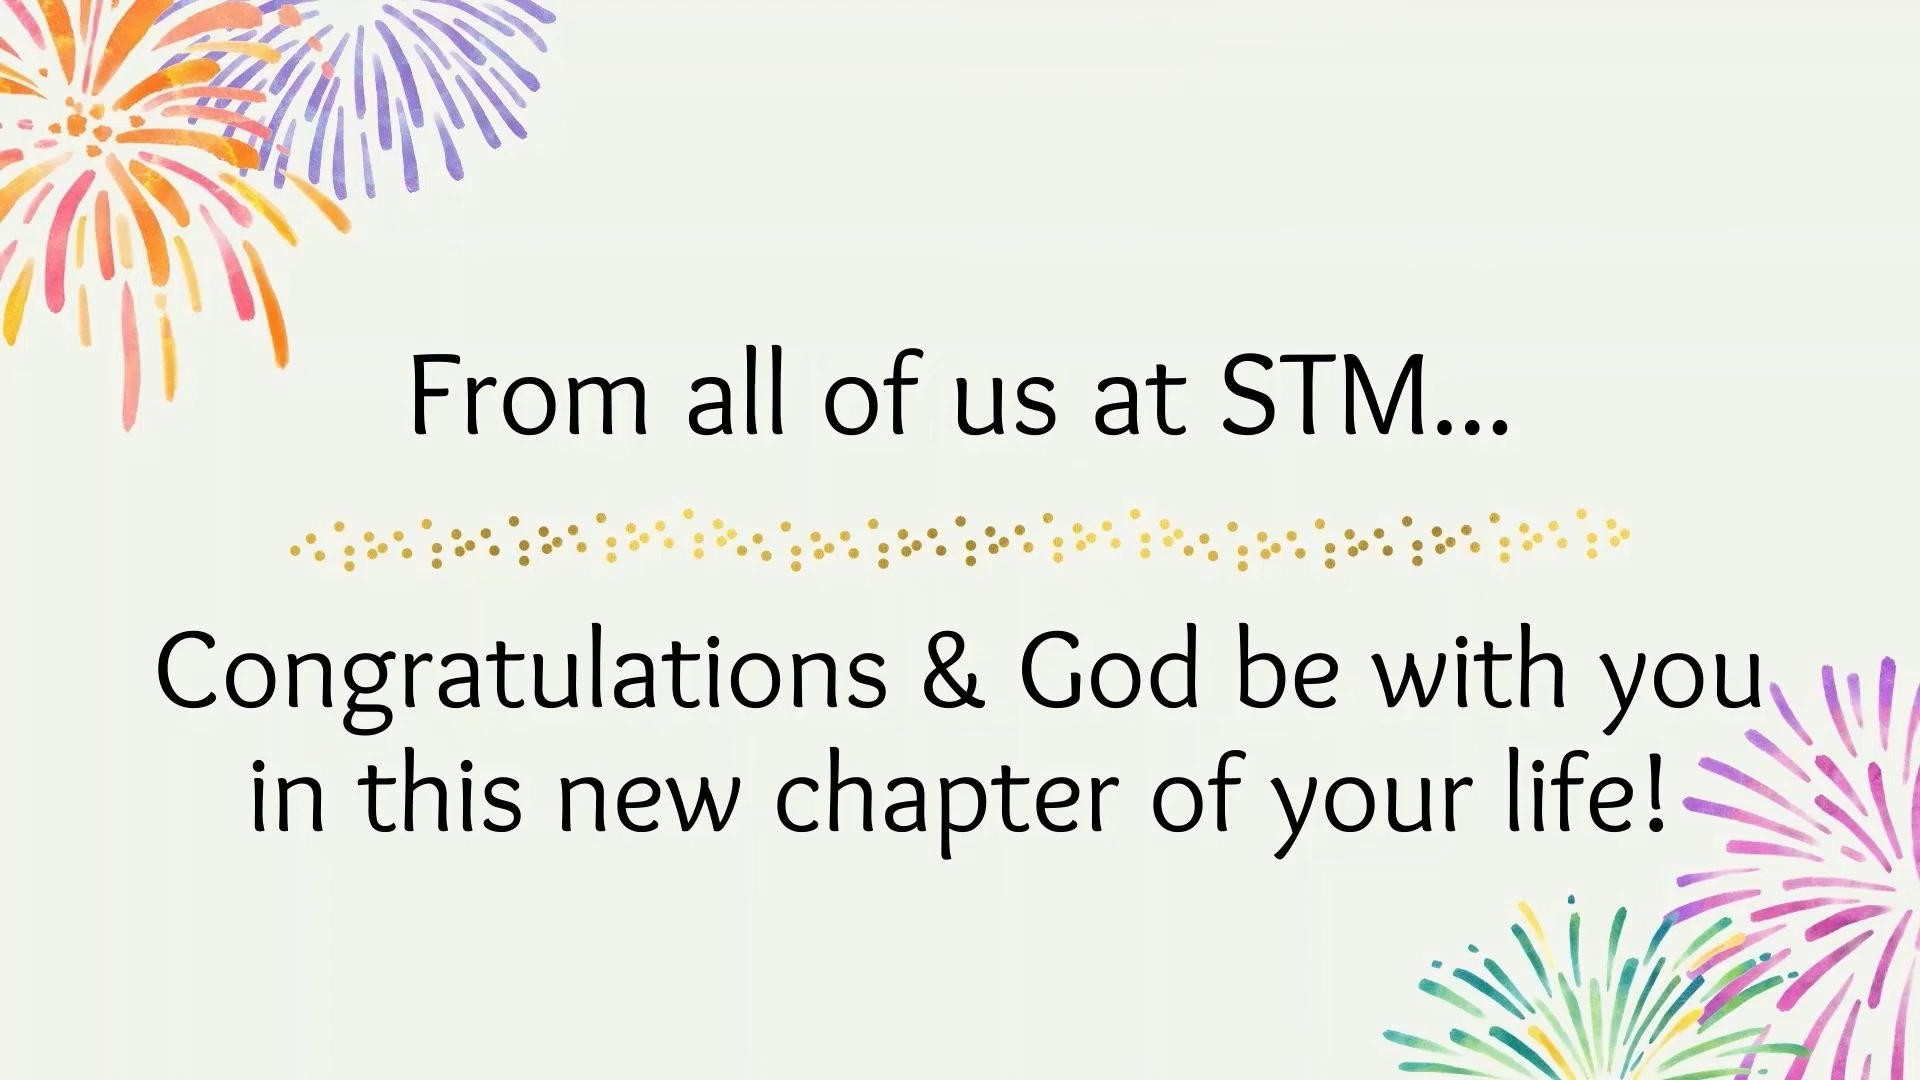 From all of us at STM...
Congratulations & God be with you
in this new chapter of your life!